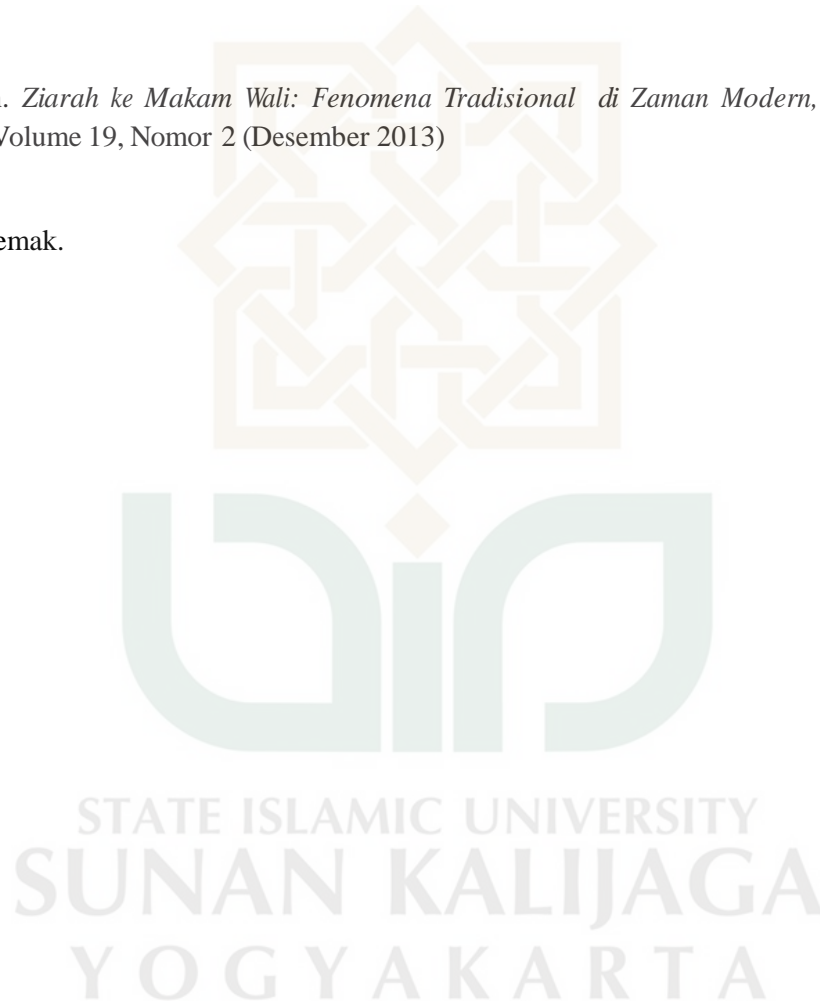 . Ziarah ke Makam Wali: Fenomena Tradisional di Zaman Modern,
Volume 19, Nomor 2 (Desember 2013)
emak.
STATE ISLAMIC UNIVERSITY
SUNAN KALIJAGA
YOGYAKARTA